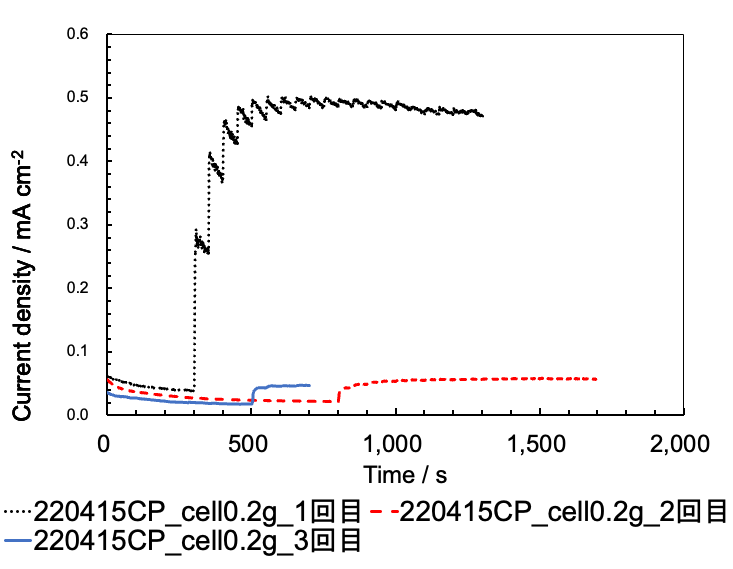 0.6
0.5
0.4
0.3
0.2
0.1
0.0
Current density / mA cm-2
0 500 1,000 1,500 2,000
Time / s
220415CP_cell0.2g_1回目 220415CP_cell0.2g_2回目
220415CP_cell0.2g_3回目